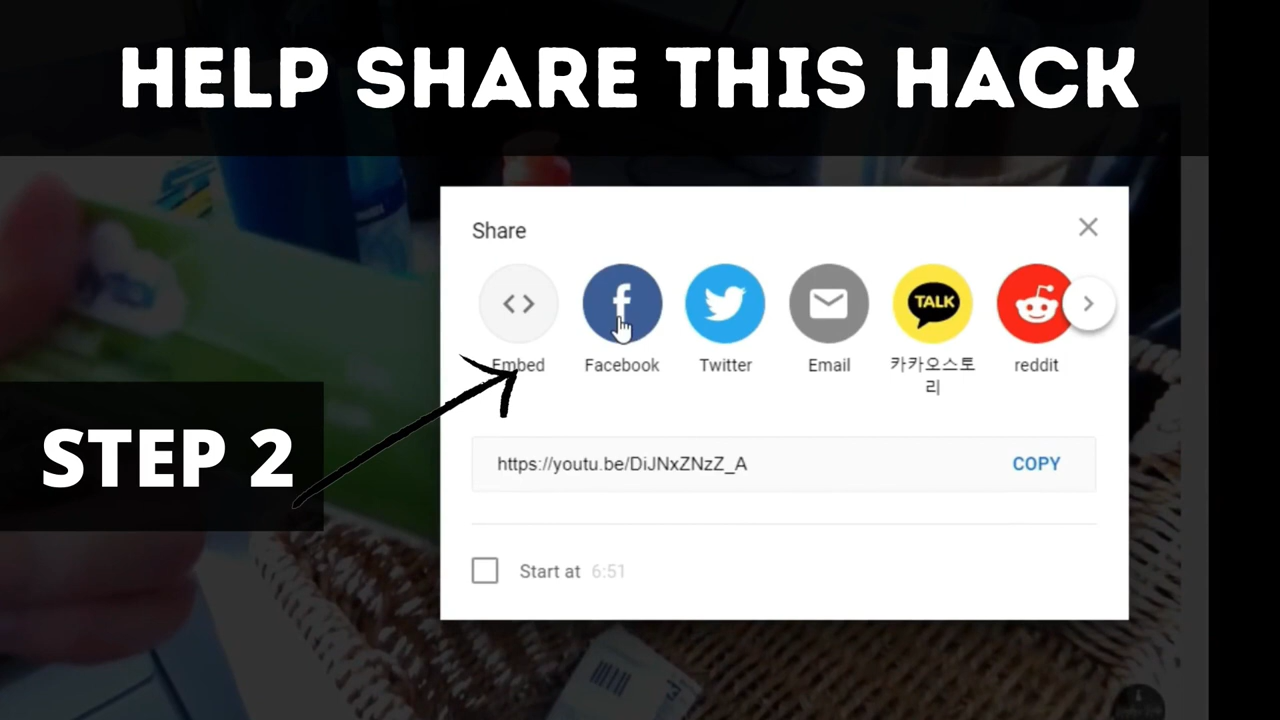 HELP SHARE THIS HACK
Share
TALK
Embed
Facebook
Twitter
Email
카카오스토
리
reddit
STEP 2
https://youtu.be/DiJNxZNzZ_A
COPY
Start at 6:51